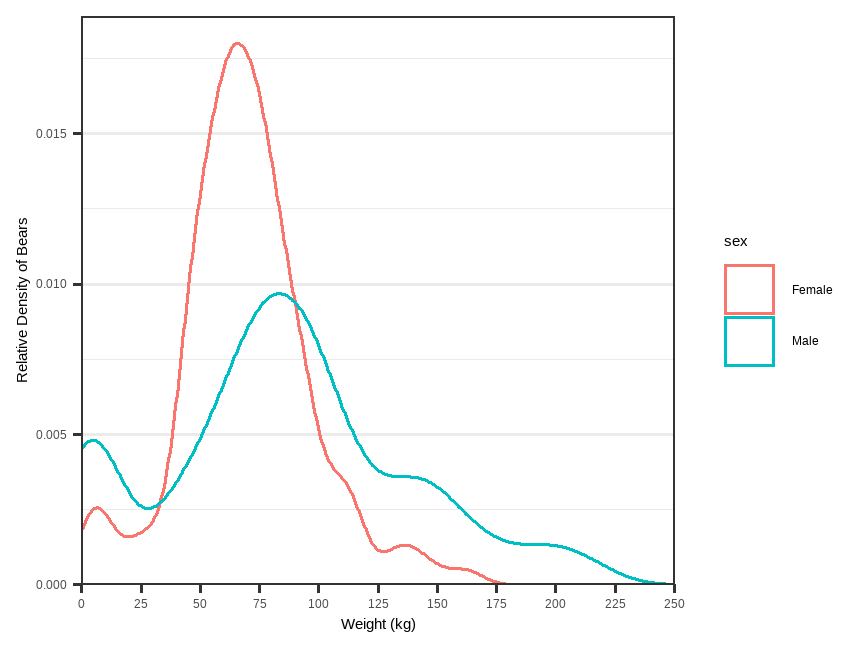 Relative Density of Bears
0.015
0.010
0.005
0.000
0 25 50 75 100 125 150 175 200 225 250
Weight (kg)
sex
Female
Male